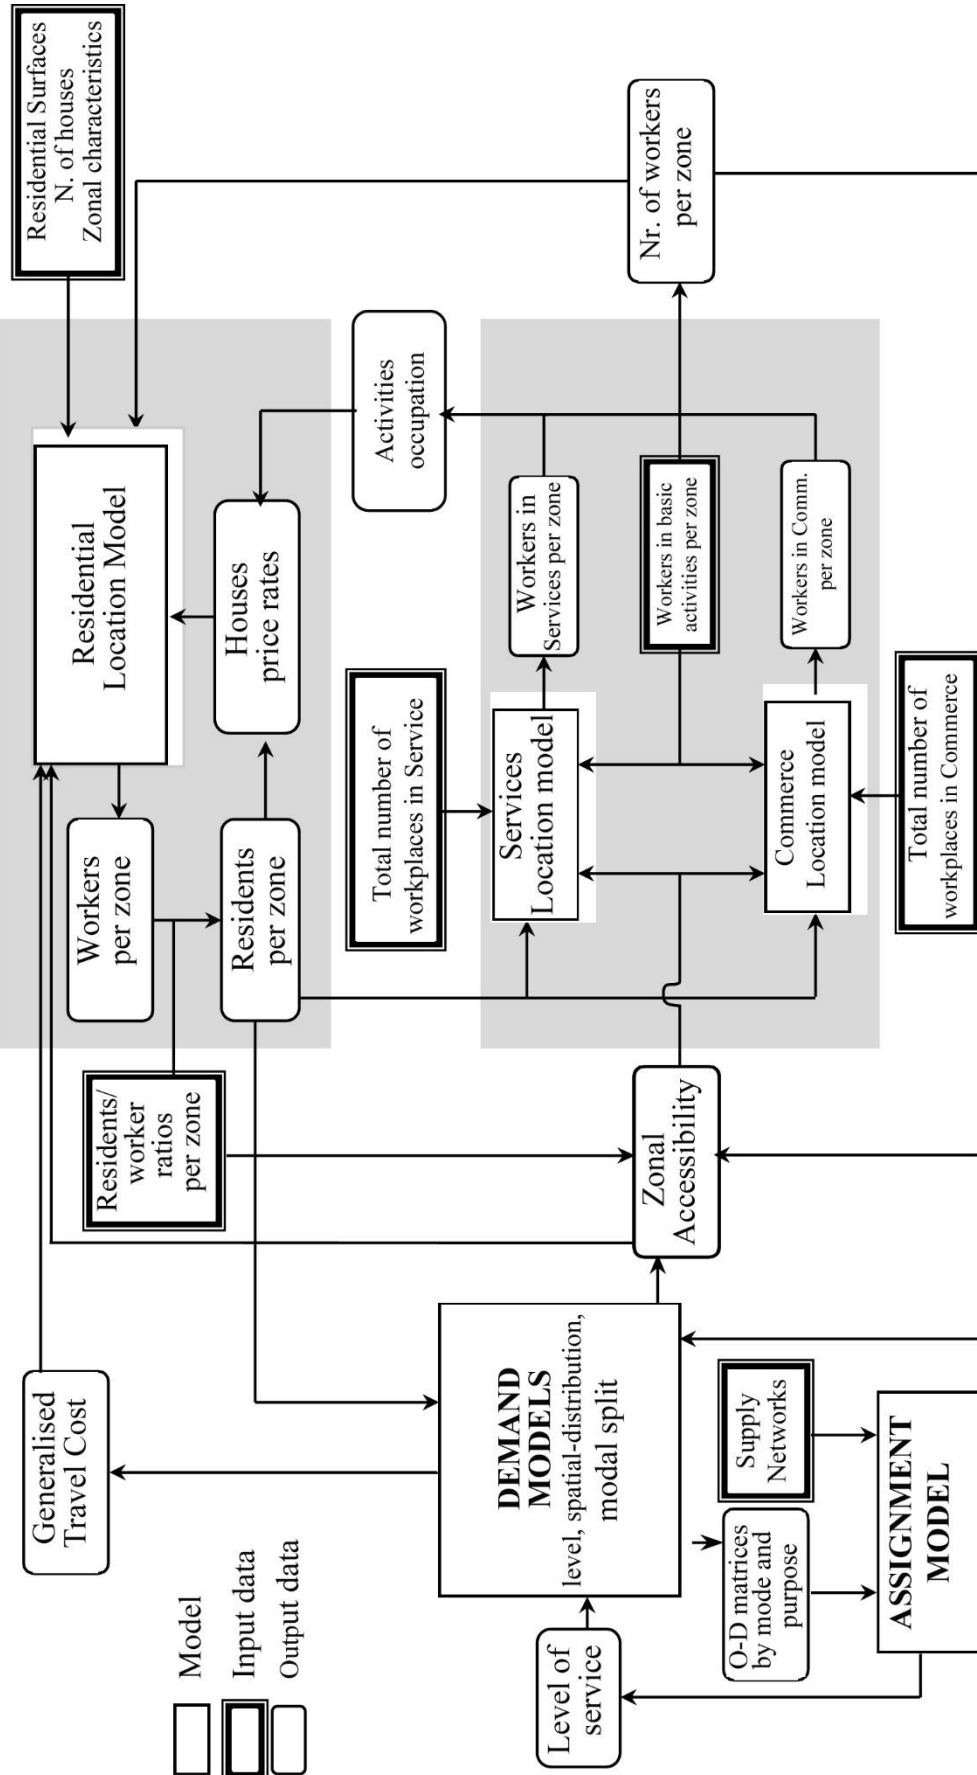 Model
Input data
Output data
Generalised
Travel Cost
Residents/
worker
ratios
per zone
Workers
per zone
Residents
per zone
Residential
Location Model
Houses
price rates
Residential Surfaces
N. of houses
Zonal characteristics
Activities
occupation
Total number of
workplaces in Service
Services
Location model
Workers in
Services per zone
Workers in basic
activities per zone
Nr. of workers
per zone
Commerce
Location model
Workers in Comm.
per zone
Total number of
workplaces in Commerce
Zonal
Accessibility
DEMAND
MODELS
level, spatial-distribution,
modal split
Level of
service
O-D matrices
by mode and
purpose
Supply
Networks
ASSIGNMENT
MODEL